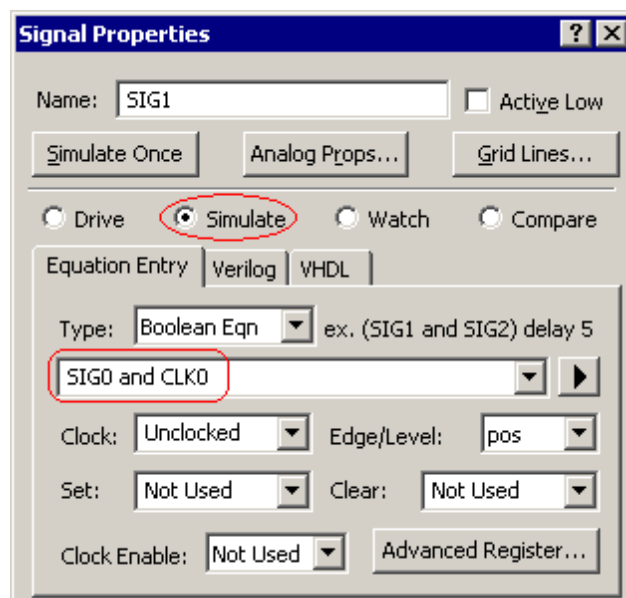 Signal Properties ? X
Name: SIG1 Active Low
Simulate Once Analog Props... Grid Lines...
Drive Simulate Watch Compare
Equation Entry Verilog VHDL
Type: Boolean Eqn ex. (SIG1 and SIG2) delay 5
SIG0 and CLK0
Clock: Unclocked Edge/Level: pos
Set: Not Used Clear: Not Used
Clock Enable: Not Used Advanced Register...